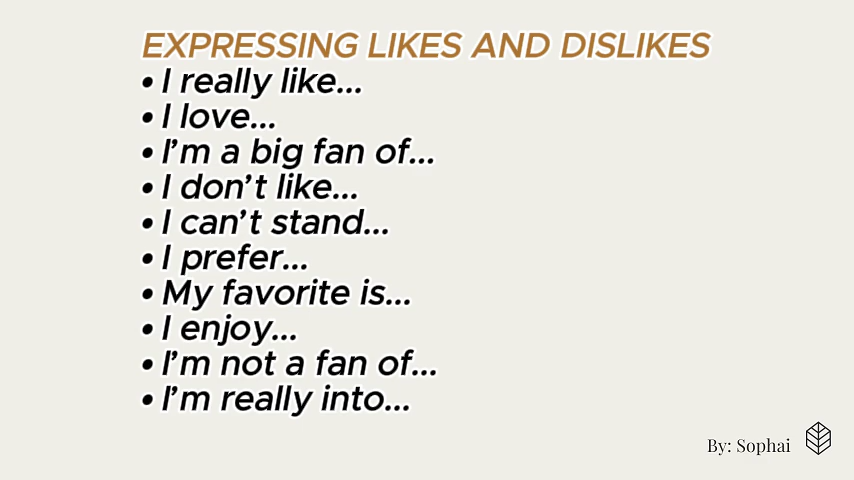 EXPRESSING LIKES AND DISLIKES
• I really like...
• I love...
• I’m a big fan of...
• I don’t like...
• I can’t stand...
• I prefer...
• My favorite is...
• I enjoy...
• I’m not a fan of...
• I’m really into...
By: Sophai